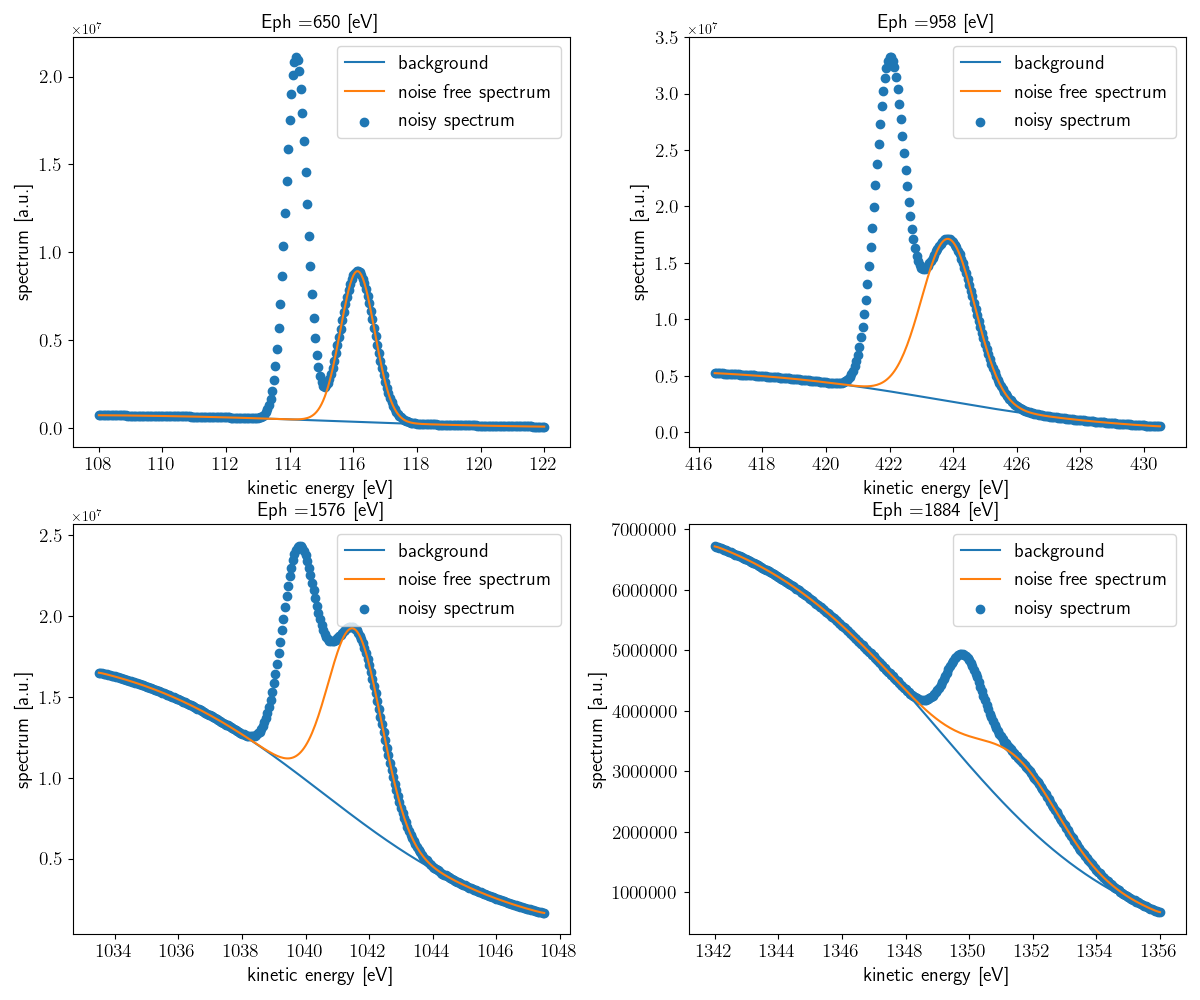 Eph =650 [eV]
×10⁷
2.0
1.5
1.0
0.5
0.0
spectrum [a.u.]
background
noise free spectrum
noisy spectrum
108 110 112 114 116 118 120 122
kinetic energy [eV]
Eph =958 [eV]
×10⁷
3.5
3.0
2.5
2.0
1.5
1.0
0.5
0.0
spectrum [a.u.]
background
noise free spectrum
noisy spectrum
416 418 420 422 424 426 428 430
kinetic energy [eV]
Eph =1576 [eV]
×10⁷
2.5
2.0
1.5
1.0
0.5
spectrum [a.u.]
background
noise free spectrum
noisy spectrum
1034 1036 1038 1040 1042 1044 1046 1048
kinetic energy [eV]
Eph =1884 [eV]
7000000
6000000
5000000
4000000
3000000
2000000
1000000
spectrum [a.u.]
background
noise free spectrum
noisy spectrum
1342 1344 1346 1348 1350 1352 1354 1356
kinetic energy [eV]